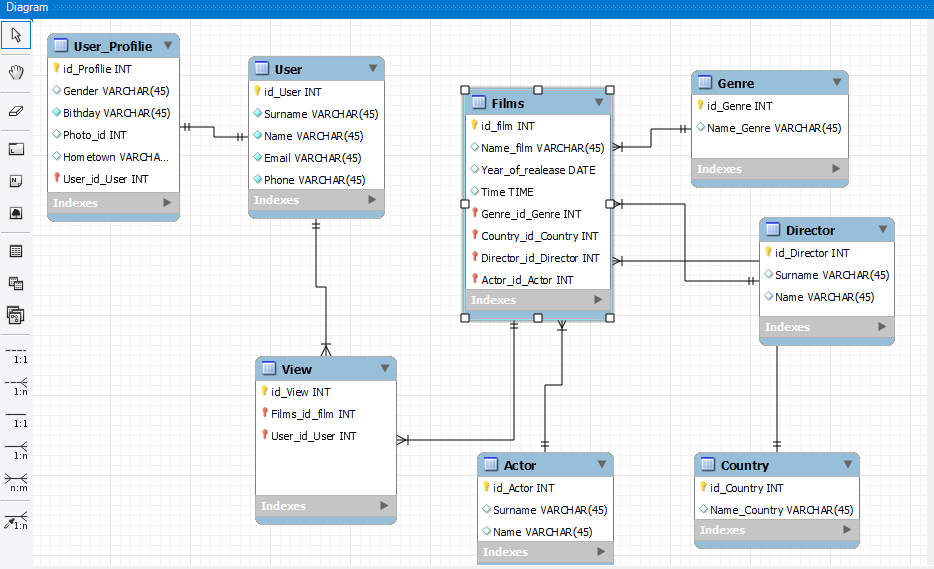 Diagram
User_Profilie
id_Profilie INT
Gender VARCHAR(45)
Bithday VARCHAR(45)
Photo_id INT
Hometown VARCHA...
User_id_User INT
Indexes
User
id_User INT
Surname VARCHAR(45)
Name VARCHAR(45)
Email VARCHAR(45)
Phone VARCHAR(45)
Indexes
Films
id_film INT
Name_film VARCHAR(45)
Year_of_realease DATE
Time TIME
Genre_id_Genre INT
Country_id_Country INT
Director_id_Director INT
Actor_id_Actor INT
Indexes
Genre
id_Genre INT
Name_Genre VARCHAR(45)
Indexes
Director
id_Director INT
Surname VARCHAR(45)
Name VARCHAR(45)
Indexes
View
id_View INT
Films_id_film INT
User_id_User INT
Indexes
Actor
id_Actor INT
Surname VARCHAR(45)
Name VARCHAR(45)
Indexes
Country
id_Country INT
Name_Country VARCHAR(45)
Indexes
1:1
1:n
1:1
1:n
n:m
1:n